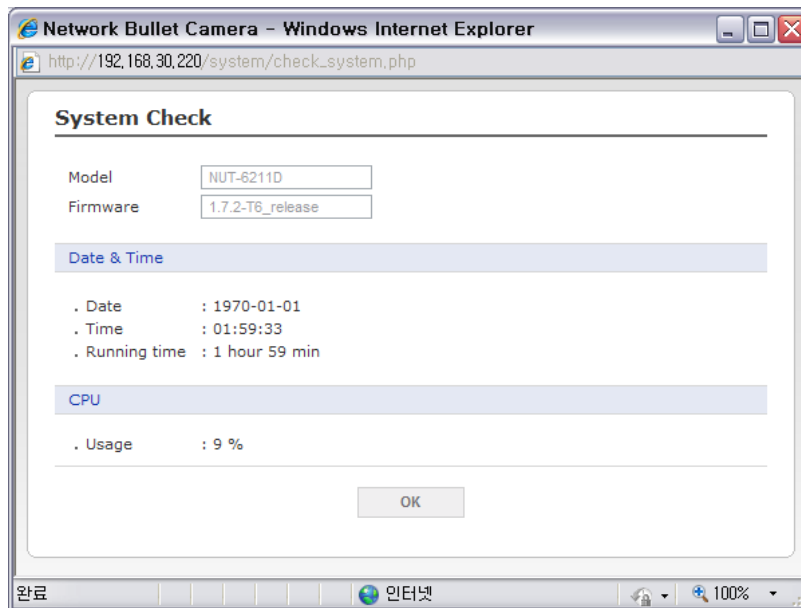 Network Bullet Camera - Windows Internet Explorer
http://192,168,30,220/system/check_system,php
System Check
Model NUT-6211D
Firmware 1.7.2-T6_release
Date & Time
. Date : 1970-01-01
. Time : 01:59:33
. Running time : 1 hour 59 min
CPU
. Usage : 9 %
OK
완료 인터넷 100%